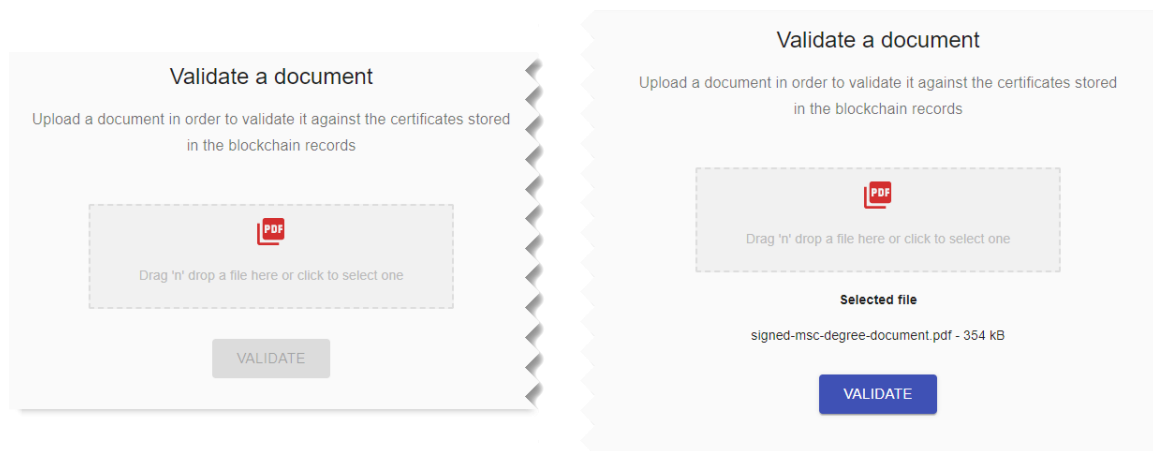 Validate a document
Upload a document in order to validate it against the certificates stored
in the blockchain records
PDF
Drag 'n' drop a file here or click to select one
VALIDATE
Validate a document
Upload a document in order to validate it against the certificates stored
in the blockchain records
PDF
Drag 'n' drop a file here or click to select one
Selected file
signed-msc-degree-document.pdf - 354 kB
VALIDATE